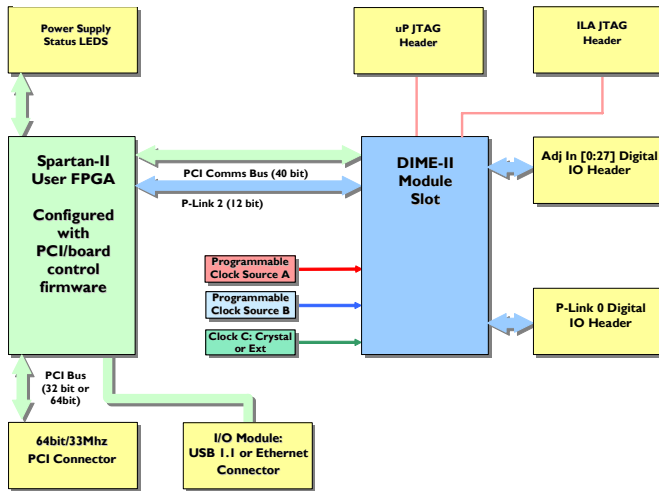 Power Supply
Status LEDS
uP JTAG
Header
ILA JTAG
Header
Spartan-II
User FPGA
Configured
with
PCI/board
control
firmware
PCI Comms Bus (40 bit)
P-Link 2 (12 bit)
DIME-II
Module
Slot
Adj In [0:27] Digital
IO Header
Programmable
Clock Source A
Programmable
Clock Source B
Clock C: Crystal
or Ext
P-Link 0 Digital
IO Header
PCI Bus
(32 bit or
64bit)
64bit/33Mhz
PCI Connector
I/O Module:
USB 1.1 or Ethernet
Connector